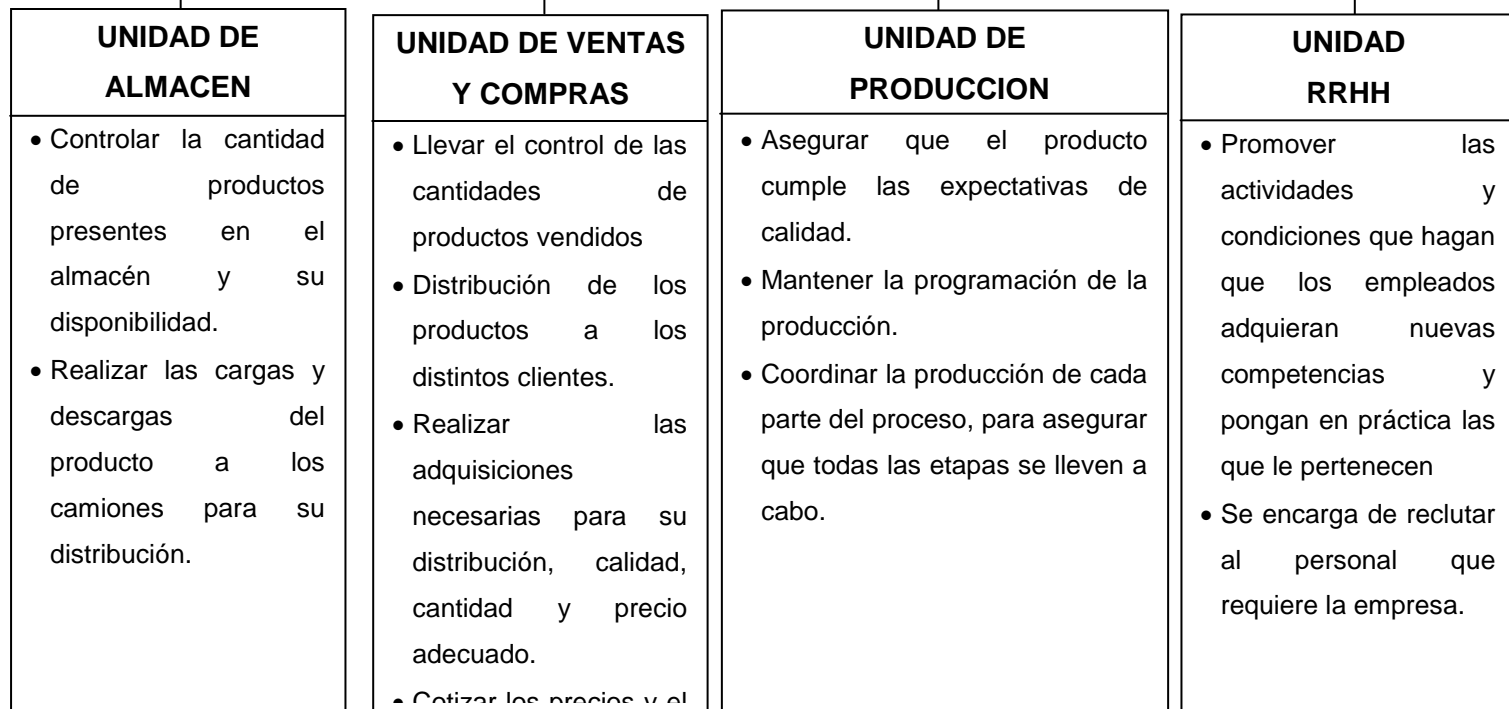 UNIDAD DE
ALMACEN
• Controlar la cantidad
de productos
presentes en el
almacén y su
disponibilidad.
• Realizar las cargas y
descargas del
producto a los
camiones para su
distribución.
UNIDAD DE VENTAS
Y COMPRAS
• Llevar el control de las
cantidades de
productos vendidos
• Distribución de los
productos a los
distintos clientes.
• Realizar las
adquisiciones
necesarias para su
distribución, calidad,
cantidad y precio
adecuado.
• Cotizar los precios y el
UNIDAD DE
PRODUCCION
• Asegurar que el producto
cumple las expectativas de
calidad.
• Mantener la programación de la
producción.
• Coordinar la producción de cada
parte del proceso, para asegurar
que todas las etapas se lleven a
cabo.
UNIDAD
RRHH
• Promover las
actividades y
condiciones que hagan
que los empleados
adquieran nuevas
competencias y
pongan en práctica las
que le pertenecen
• Se encarga de reclutar
al personal que
requiere la empresa.